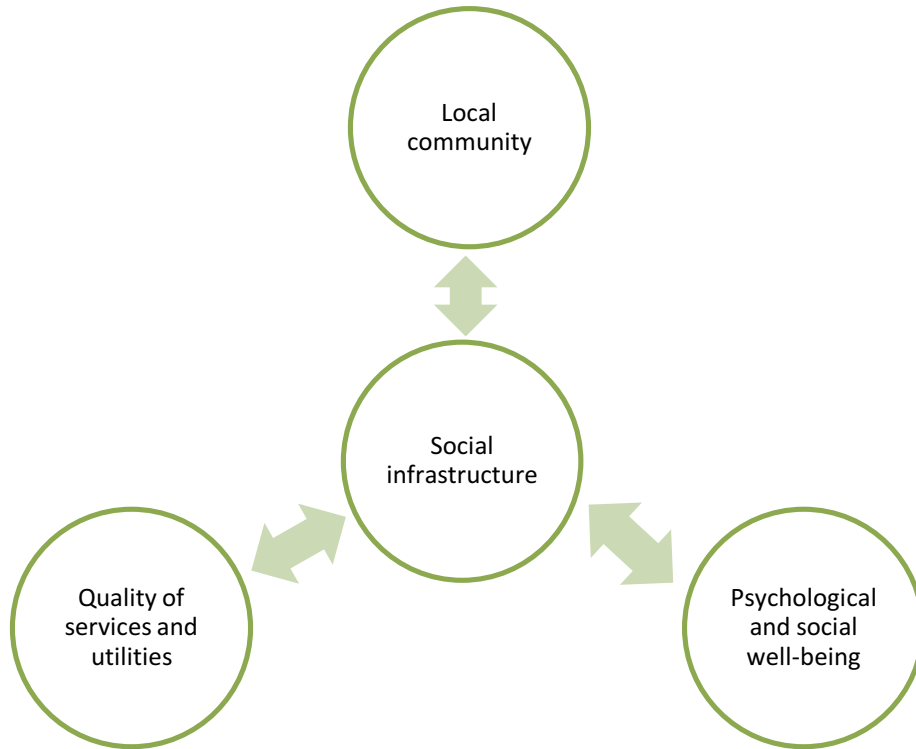 Local
community
Social
infrastructure
Quality of
services and
utilities
Psychological
and social
well-being